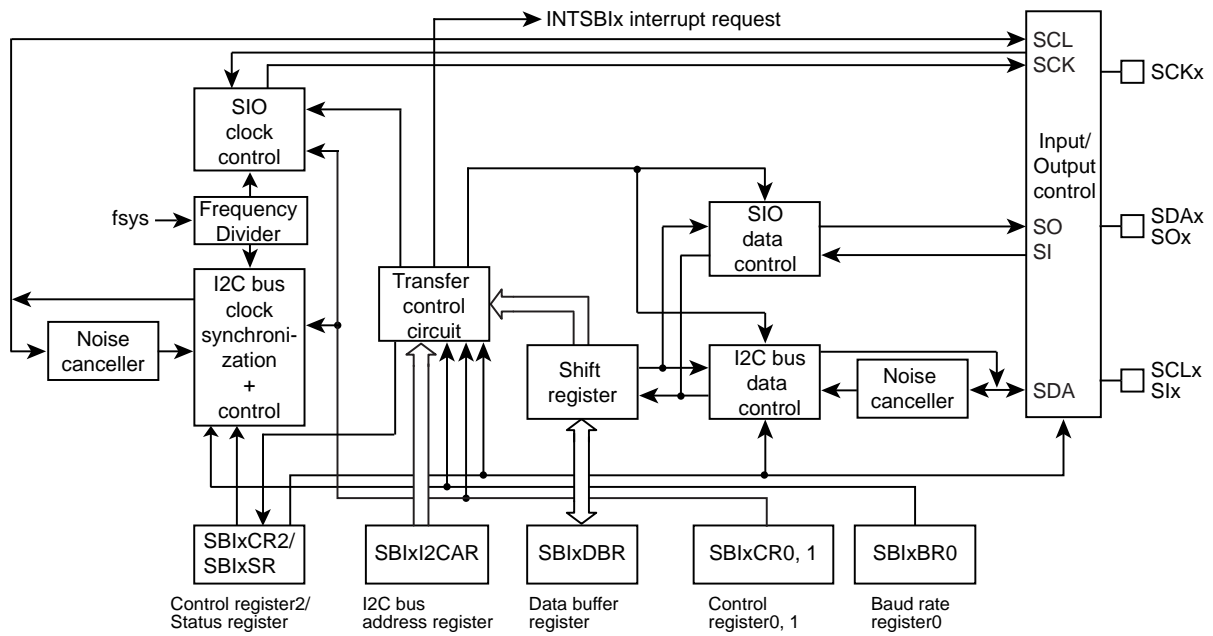 INTSBIx interrupt request
SCL
SCK
SCKx
SIO
clock
control
Input/
Output
control
fsys
Frequency
Divider
SIO
data
control
SO
SI
SDAx
SOx
I2C bus
clock
synchroni-
zation
+
control
Transfer
control
circuit
Noise
canceller
Shift
register
I2C bus
data
control
Noise
canceller
SDA
SCLx
SIx
SBIxCR2/
SBIxSR
SBIxI2CAR
SBIxDBR
SBIxCR0, 1
SBIxBR0
Control register2/
Status register
I2C bus
address register
Data buffer
register
Control
register0, 1
Baud rate
register0